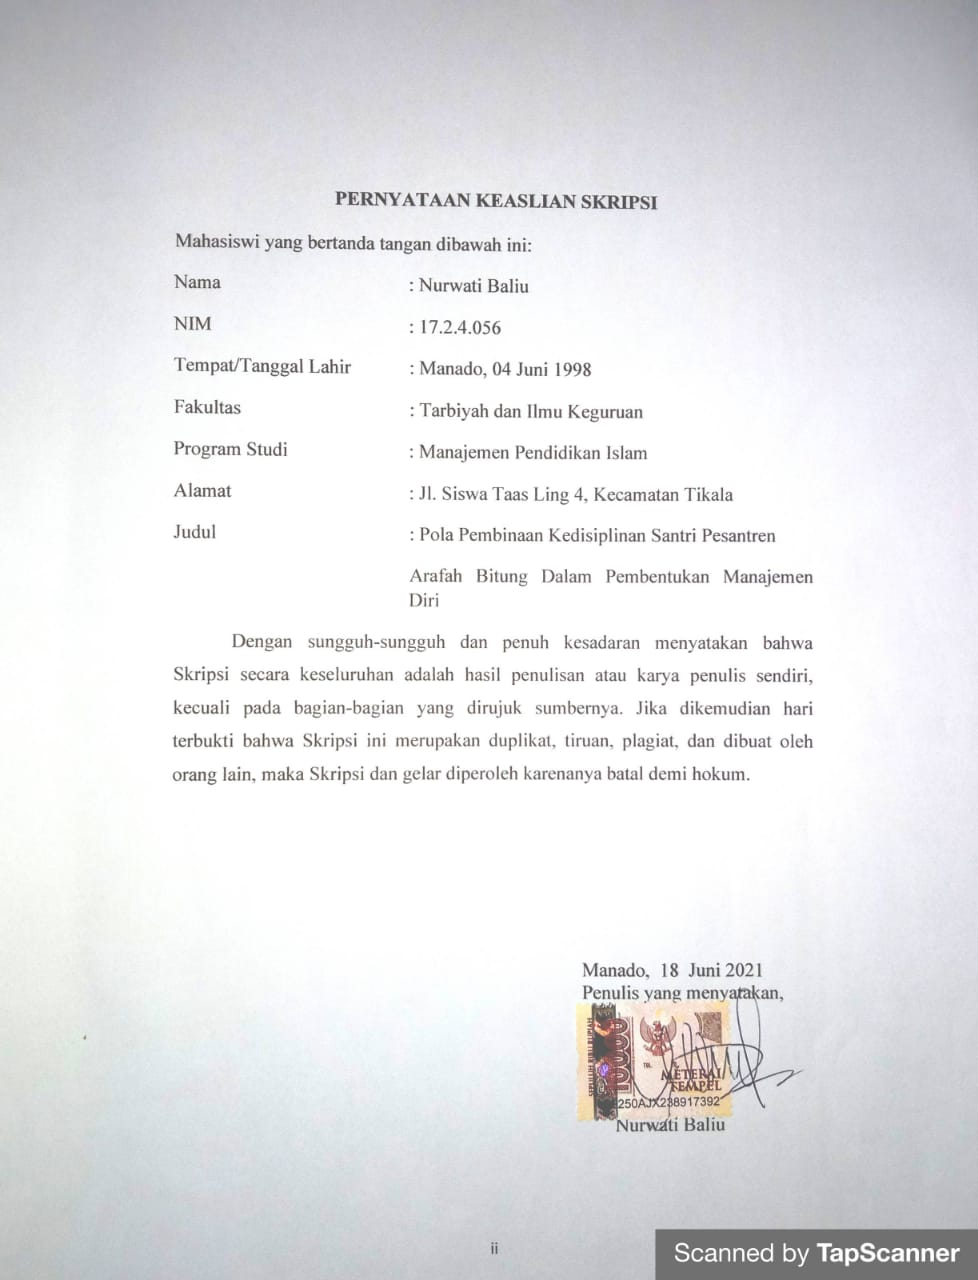 PERNYATAAN KEASLIAN SKRIPSI
Mahasiswi yang bertanda tangan dibawah ini:
Nama : Nurwati Baliu
NIM : 17.2.4.056
Tempat/Tanggal Lahir : Manado, 04 Juni 1998
Fakultas : Tarbiyah dan Ilmu Keguruan
Program Studi : Manajemen Pendidikan Islam
Alamat : Jl. Siswa Taas Ling 4, Kecamatan Tikala
Judul : Pola Pembinaan Kedisiplinan Santri Pesantren
Arafah Bitung Dalam Pembentukan Manajemen
Diri
Dengan sungguh-sungguh dan penuh kesadaran menyatakan bahwa
Skripsi secara keseluruhan adalah hasil penulisan atau karya penulis sendiri,
kecuali pada bagian-bagian yang dirujuk sumbernya. Jika dikemudian hari
terbukti bahwa Skripsi ini merupakan duplikat, tiruan, plagiat, dan dibuat oleh
orang lain, maka Skripsi dan gelar diperoleh karenanya batal demi hokum.
Manado, 18 Juni 2021
Penulis yang menyatakan,
SEPULUH RIBU RUPIAH
10000
TGL
METERAI
TEMPEL
250AJX238917392
Nurwati Baliu
ii
Scanned by TapScanner